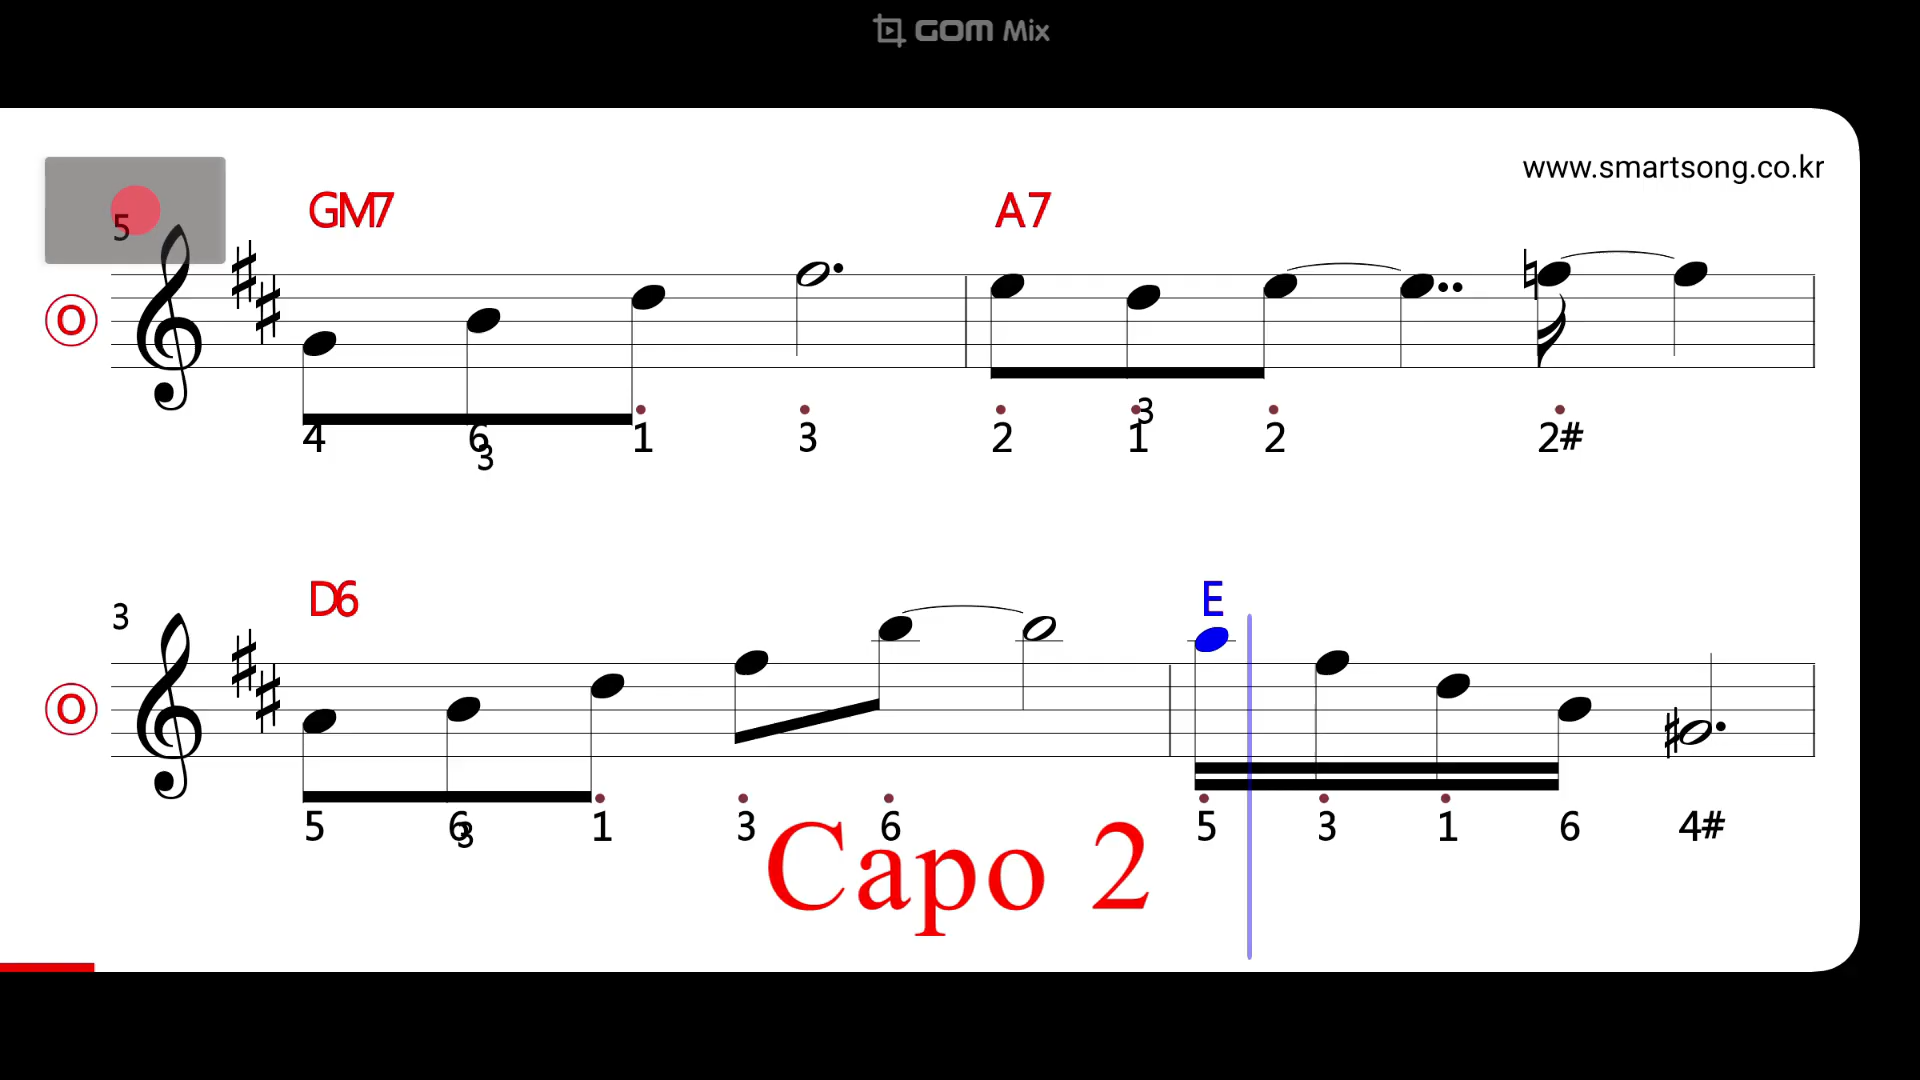 GOM Mix
www.smartsong.co.kr
5 GM7 A7
O
3
4 6 1 3 2 1 2 2#
3
D6 E
3
O
5 6 1 3 6 5 3 1 6 4#
3
Capo 2